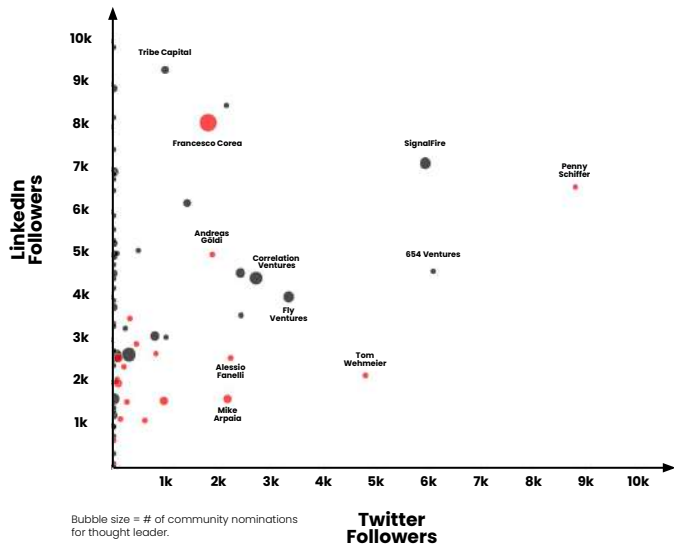 10k
Tribe Capital
9k
8k
Francesco Corea
SignalFire
7k
Penny
Schiffer
LinkedIn
Followers
6k
Andreas
Göldi
5k
Correlation
Ventures
654 Ventures
4k
Fly
Ventures
3k
Tom
Wehmeier
Alessio
Fanelli
2k
Mike
Arpaia
1k
1k 2k 3k 4k 5k 6k 7k 8k 9k 10k
Bubble size = # of community nominations
for thought leader.
Twitter
Followers